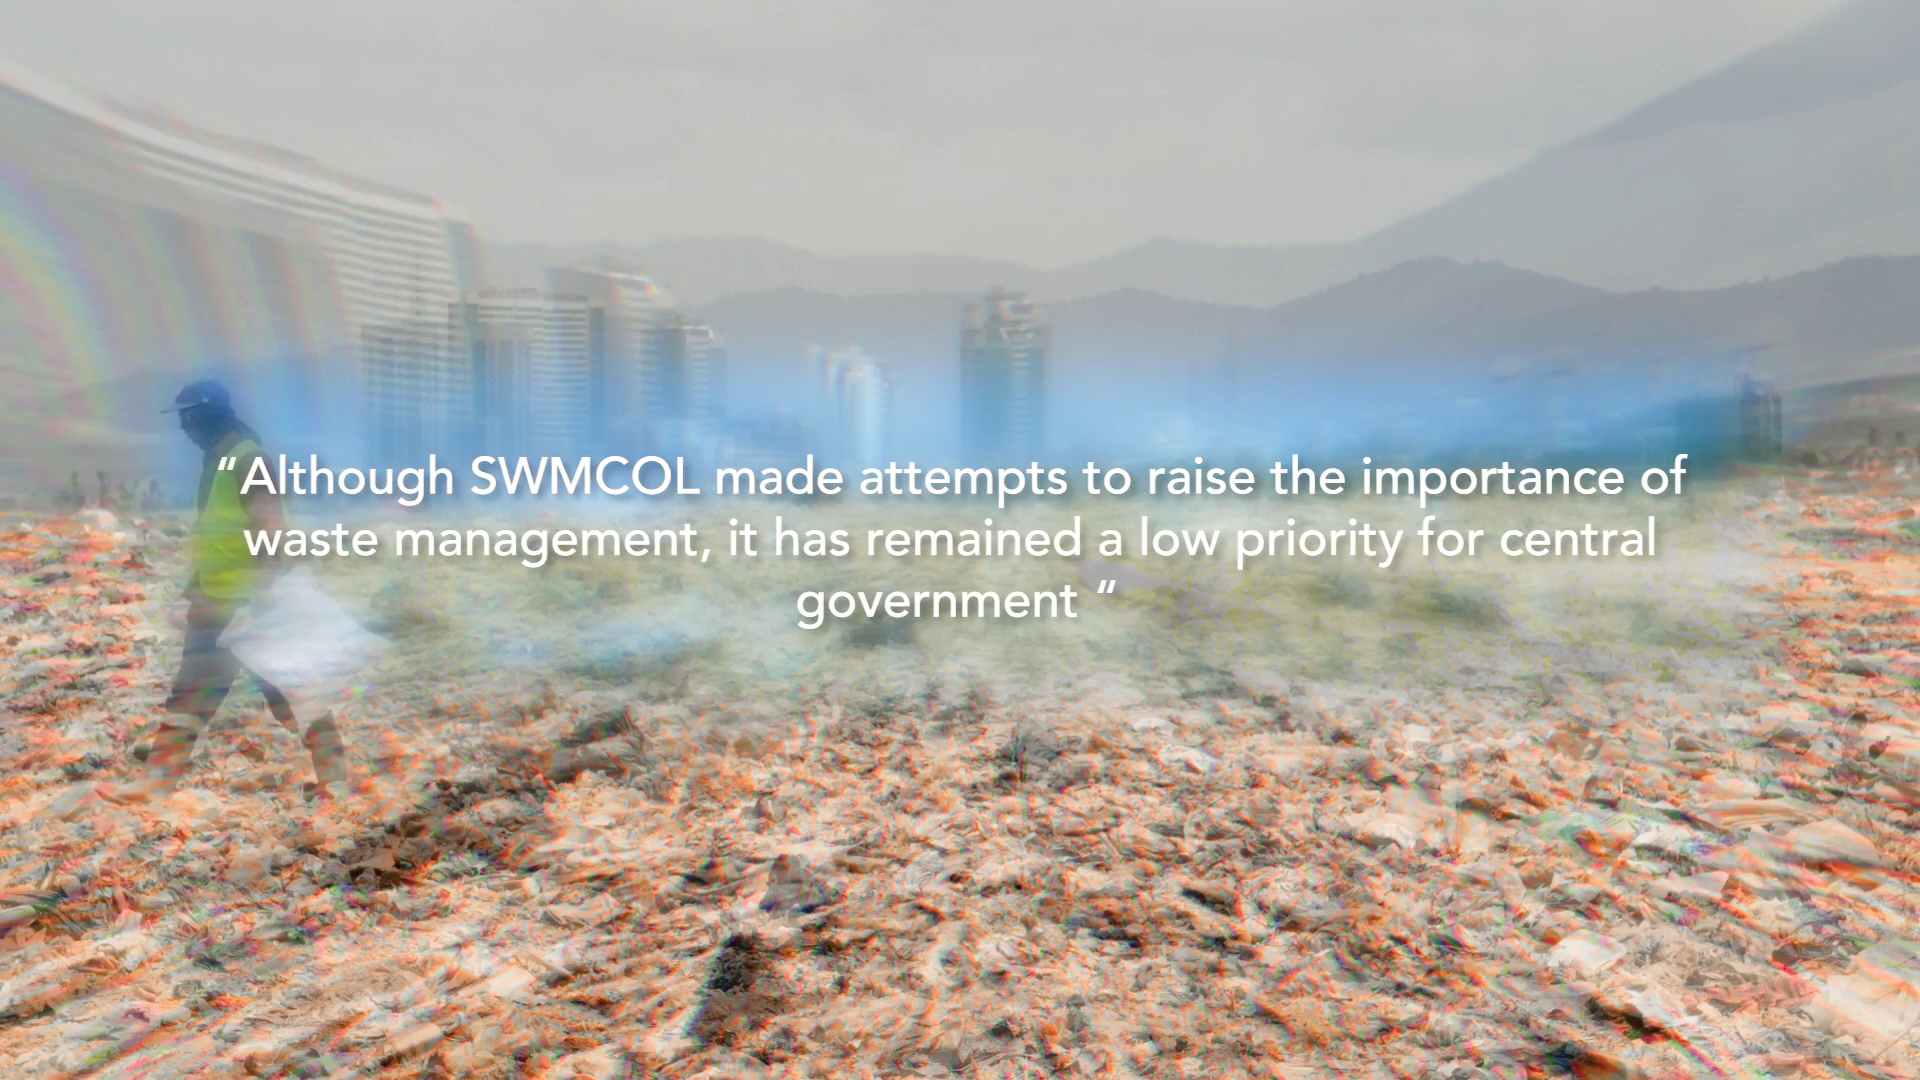 “Although SWMCOL made attempts to raise the importance of
waste management, it has remained a low priority for central
government “